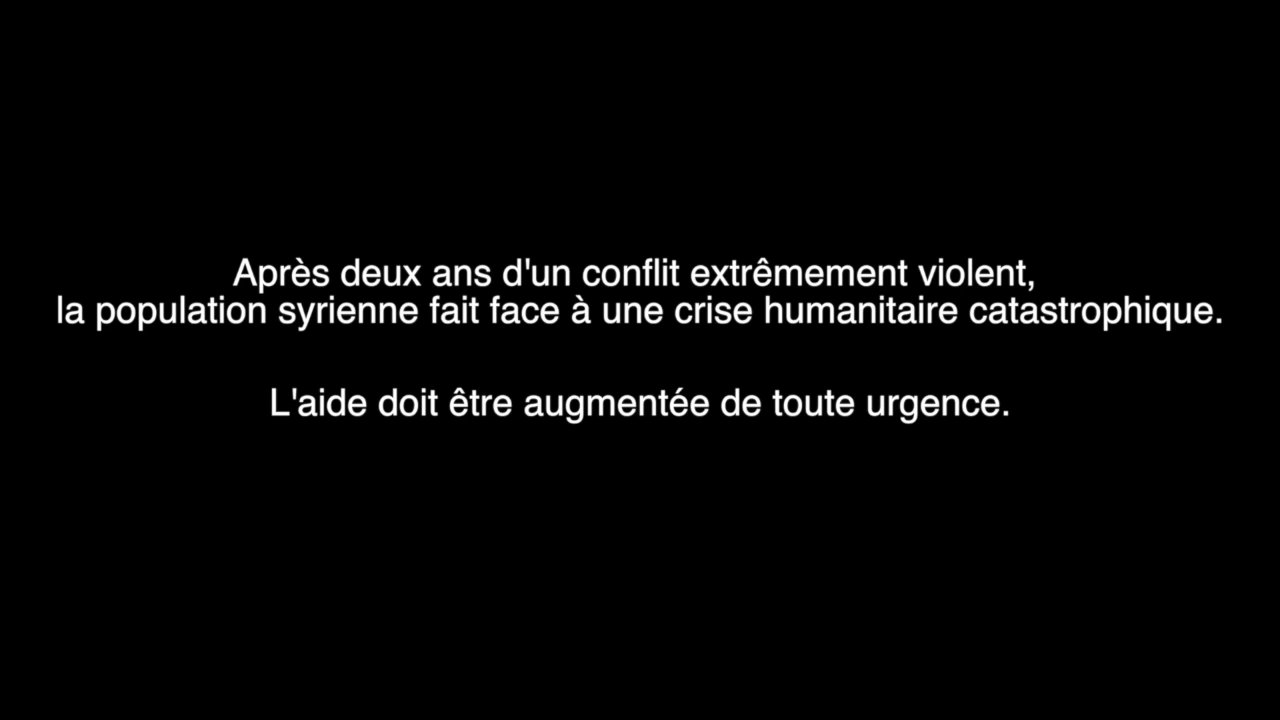 Après deux ans d'un conflit extrêmement violent,
la population syrienne fait face à une crise humanitaire catastrophique.
L'aide doit être augmentée de toute urgence.